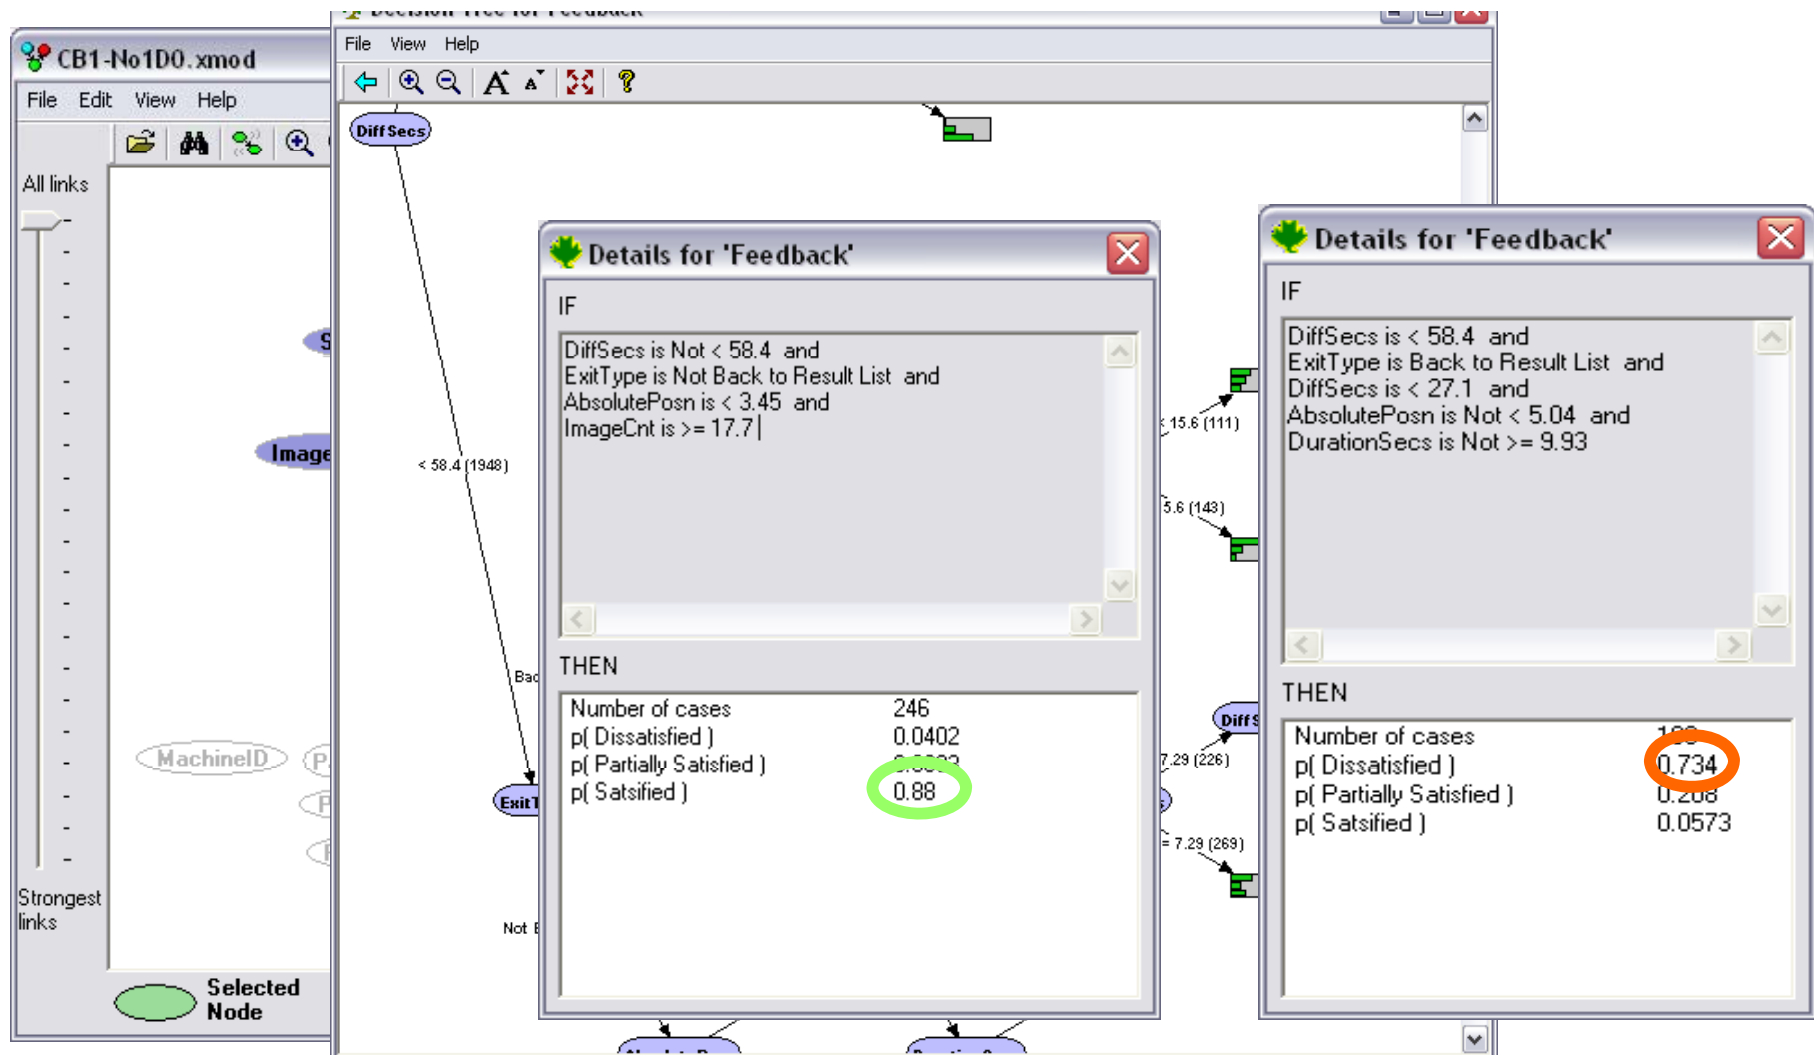 Decision Tree for Feedback
CB1-No1D0.xmod
File Edit View Help
File View Help
All links
Strongest
links
MachineID
Selected
Node
DiffSecs
< 58.4 (1948)
15.6 (111)
5.6 (143)
7.29 (226)
= 7.29 (269)
Not
Details for 'Feedback'
IF
DiffSecs is Not < 58.4 and
ExitType is Not Back to Result List and
AbsolutePosn is < 3.45 and
ImageCnt is >= 17.7
THEN
Number of cases 246
p( Dissatisfied ) 0.0402
p( Partially Satisfied )
p( Satsified ) 0.88
Details for 'Feedback'
IF
DiffSecs is < 58.4 and
ExitType is Back to Result List and
DiffSecs is < 27.1 and
AbsolutePosn is Not < 5.04 and
DurationSecs is Not >= 9.93
THEN
Number of cases
p( Dissatisfied ) 0.734
p( Partially Satisfied ) 0.208
p( Satsified ) 0.0573